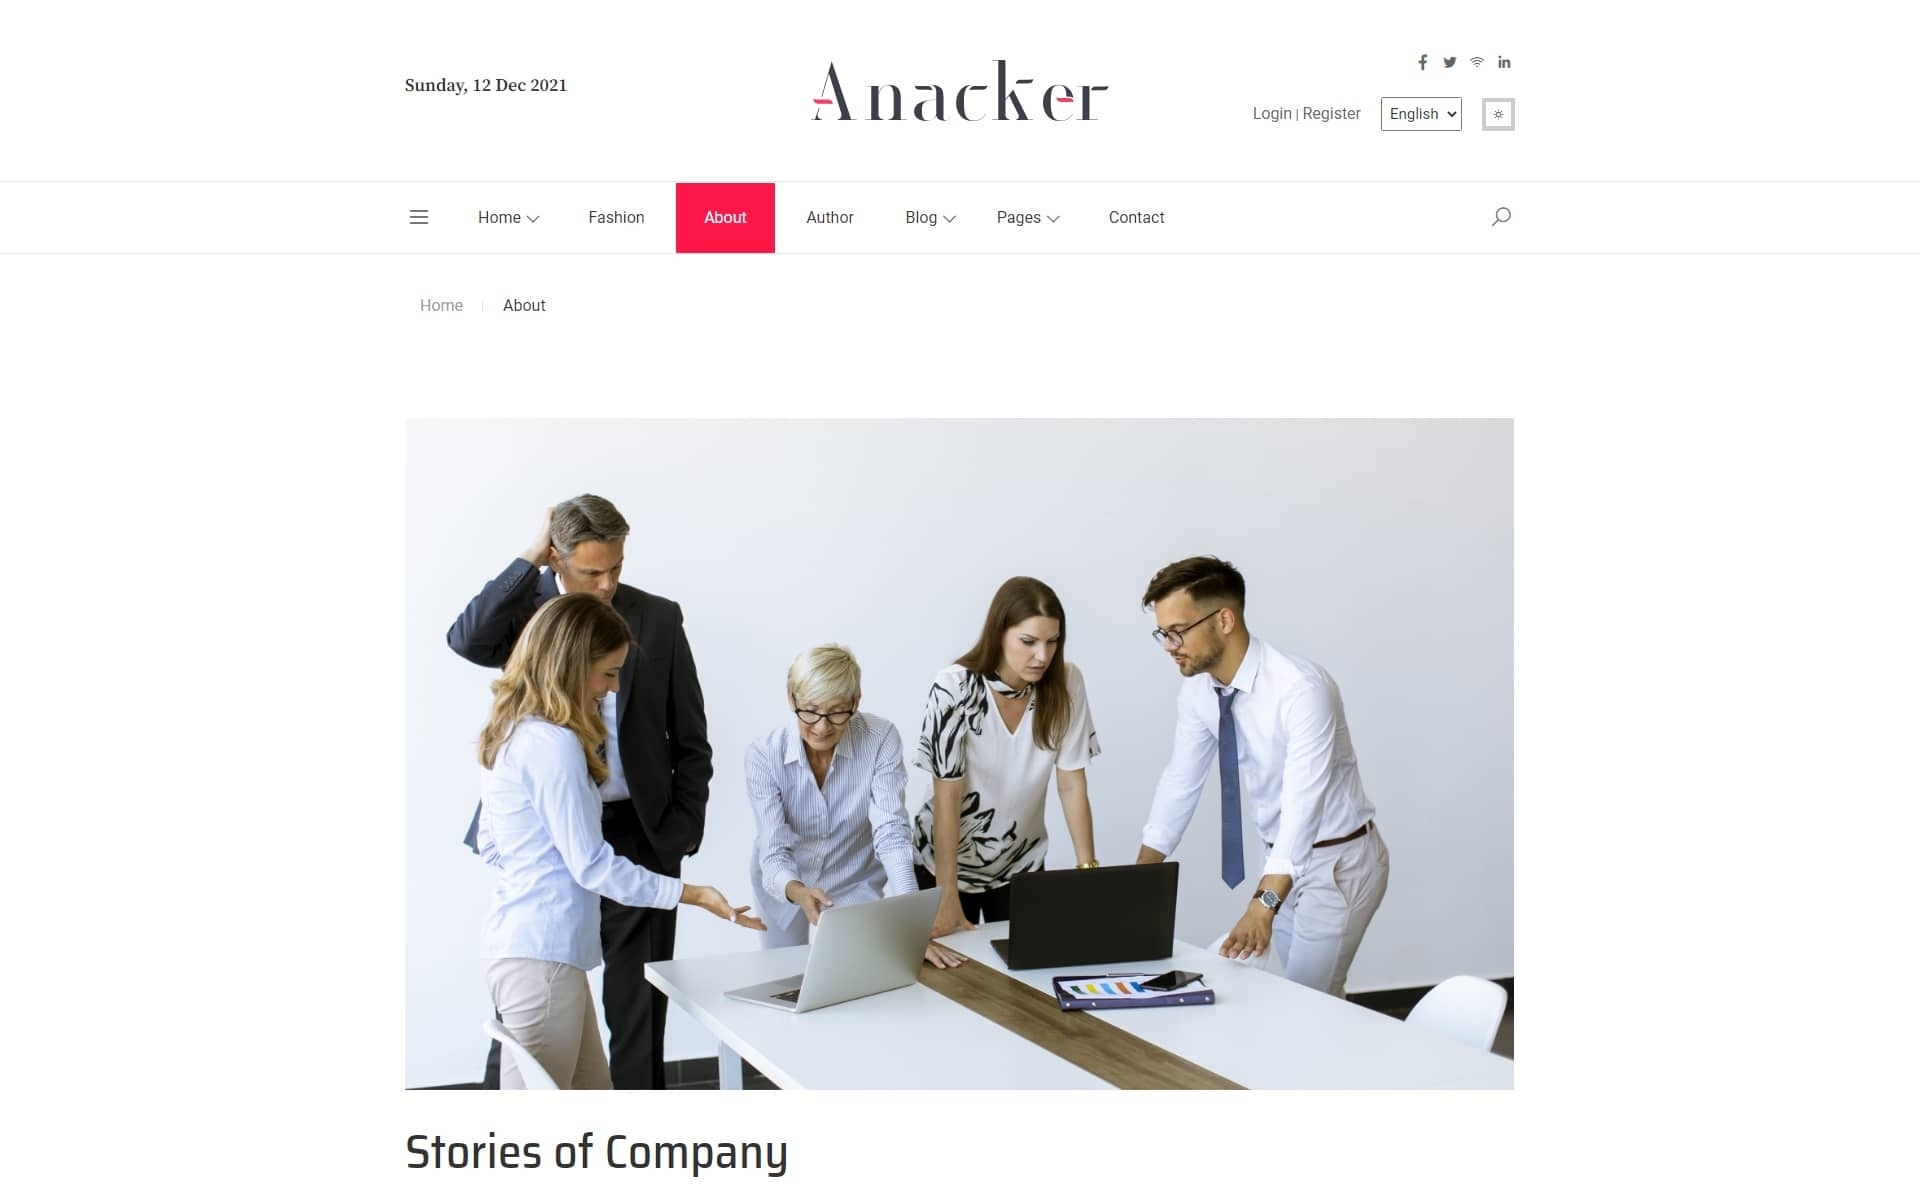 Sunday, 12 Dec 2021
Anacker
Login | Register
English
Home
Fashion
About
Author
Blog
Pages
Contact
Home
About
Stories of Company